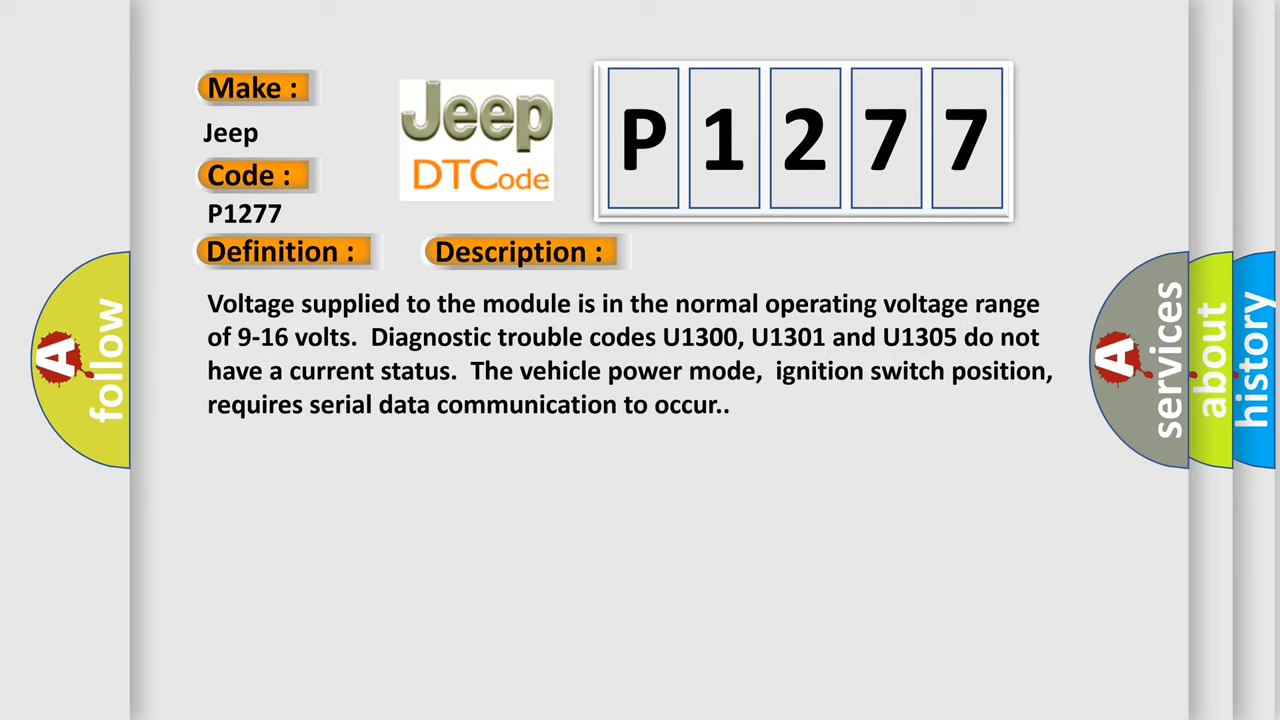 Make :
Jeep
Code :
P1277
Definition :
Description :
Jeep
DTCode
P 1 2 7 7
Voltage supplied to the module is in the normal operating voltage range
of 9-16 volts  Diagnostic trouble codes U1300, U1301 and U1305 do not
have a current status  The vehicle power mode,  ignition switch position,
requires serial data communication to occur..
A
follow
A
services
about
history